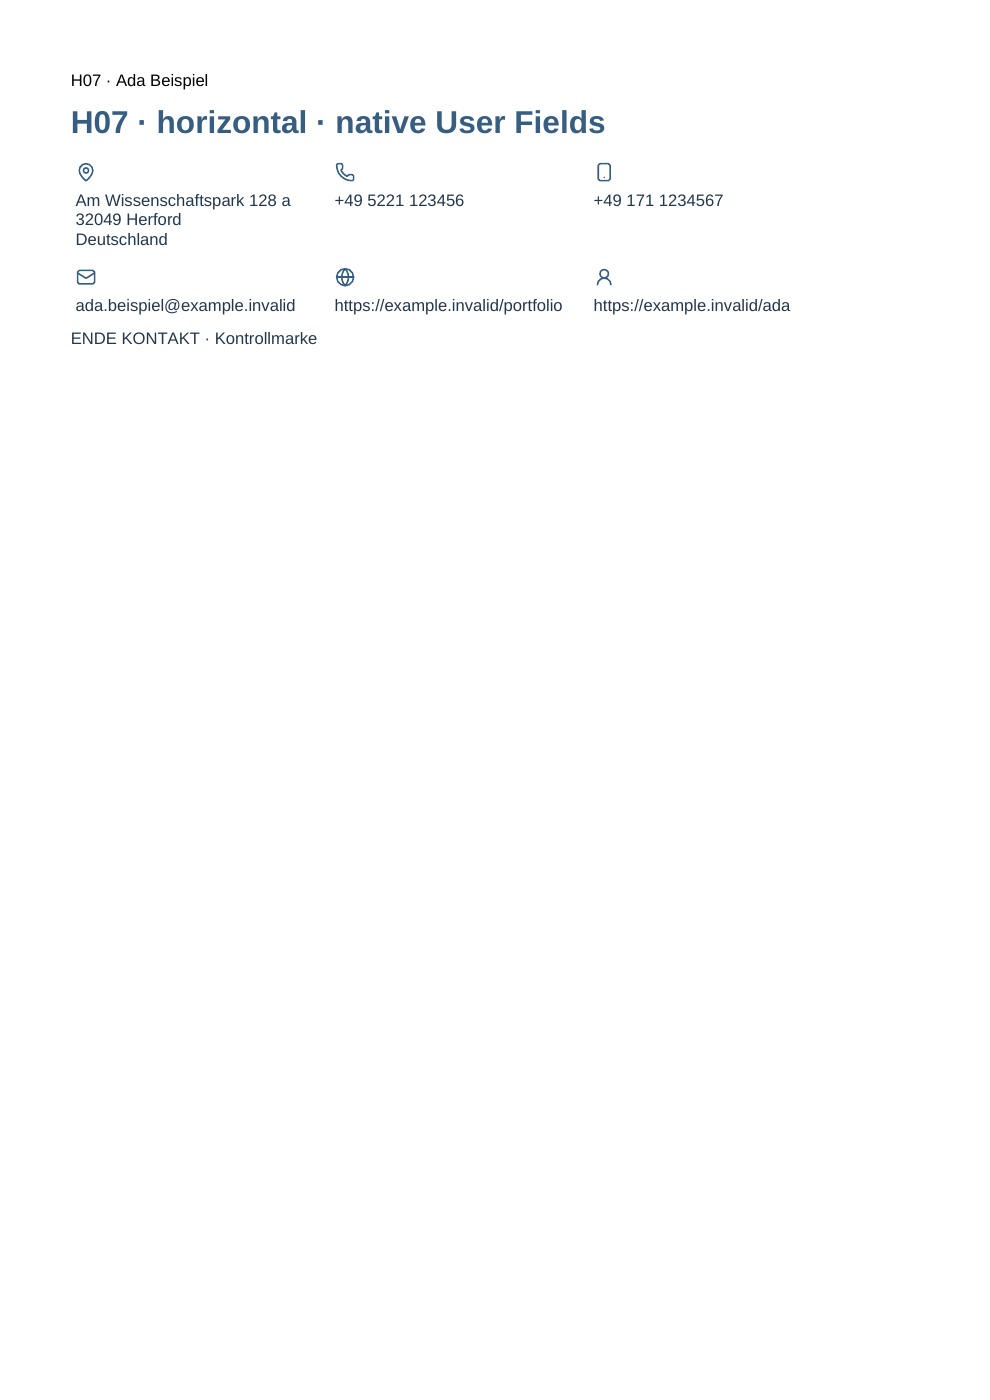 H07 · Ada Beispiel
H07 · horizontal · native User Fields
Am Wissenschaftspark 128 a
32049 Herford
Deutschland
+49 5221 123456
+49 171 1234567
ada.beispiel@example.invalid
https://example.invalid/portfolio
https://example.invalid/ada
ENDE KONTAKT · Kontrollmarke